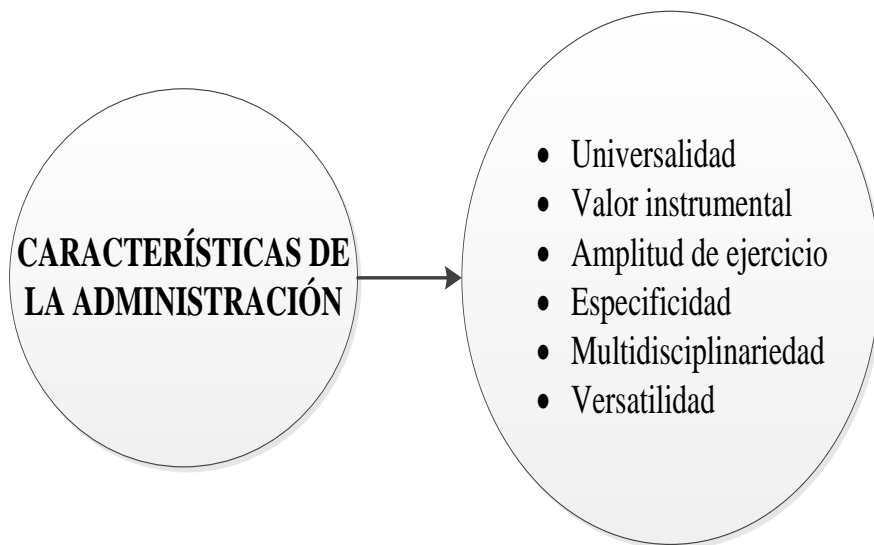 CARACTERÍSTICAS DE
LA ADMINISTRACIÓN
• Universalidad
• Valor instrumental
• Amplitud de ejercicio
• Especificidad
• Multidisciplinariedad
• Versatilidad